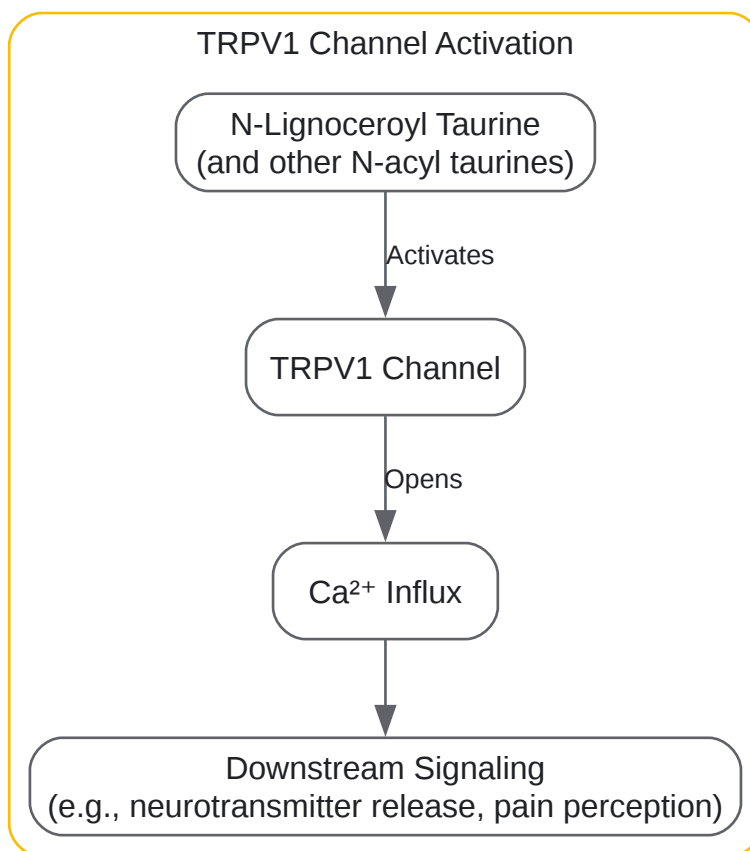 TRPV1 Channel Activation
N-Lignoceroyl Taurine
(and other N-acyl taurines)
Activates
TRPV1 Channel
Opens
Ca²⁺ Influx
Downstream Signaling
(e.g., neurotransmitter release, pain perception)